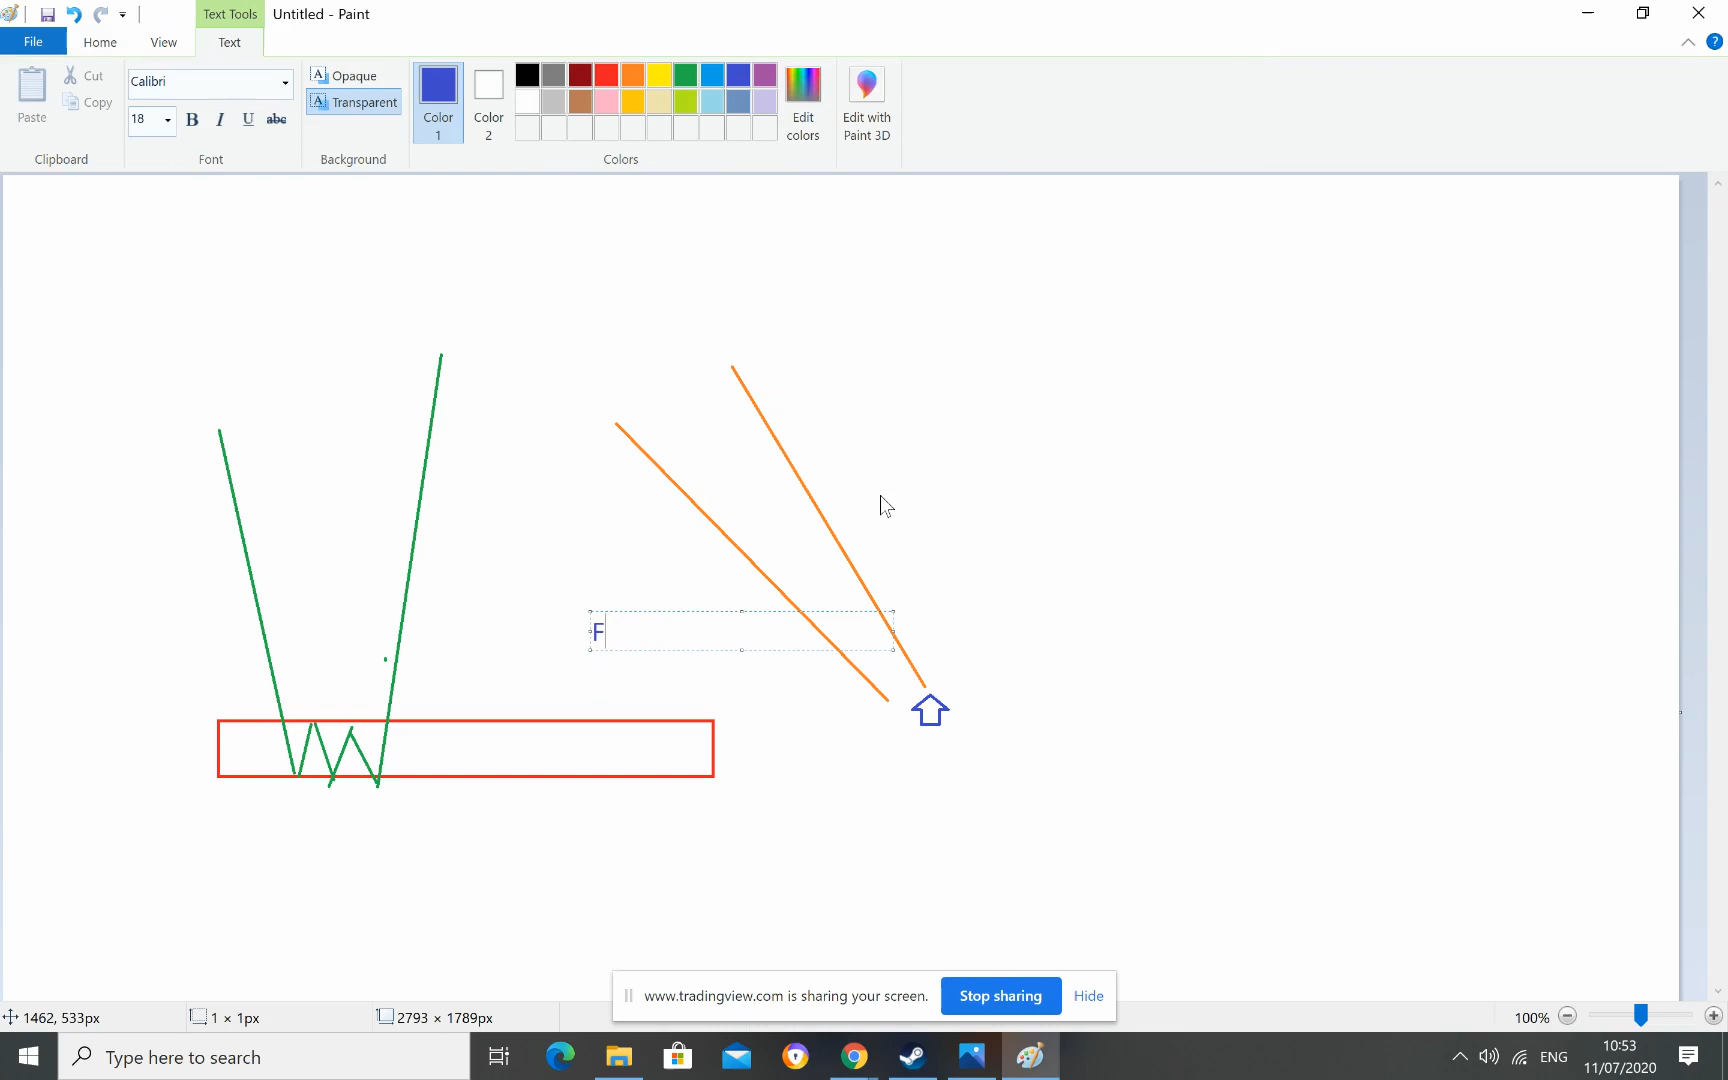 Text Tools
Untitled - Paint
File
Home
View
Text
Paste
Cut
Copy
Clipboard
Calibri
18
B I U abc
Font
A Opaque
A Transparent
Background
Color 1
Color 2
Edit colors
Colors
Edit with Paint 3D
?
F
www.tradingview.com is sharing your screen.
Stop sharing
Hide
1462, 533px
1 × 1px
2793 × 1789px
100%
Type here to search
ENG
10:53
11/07/2020